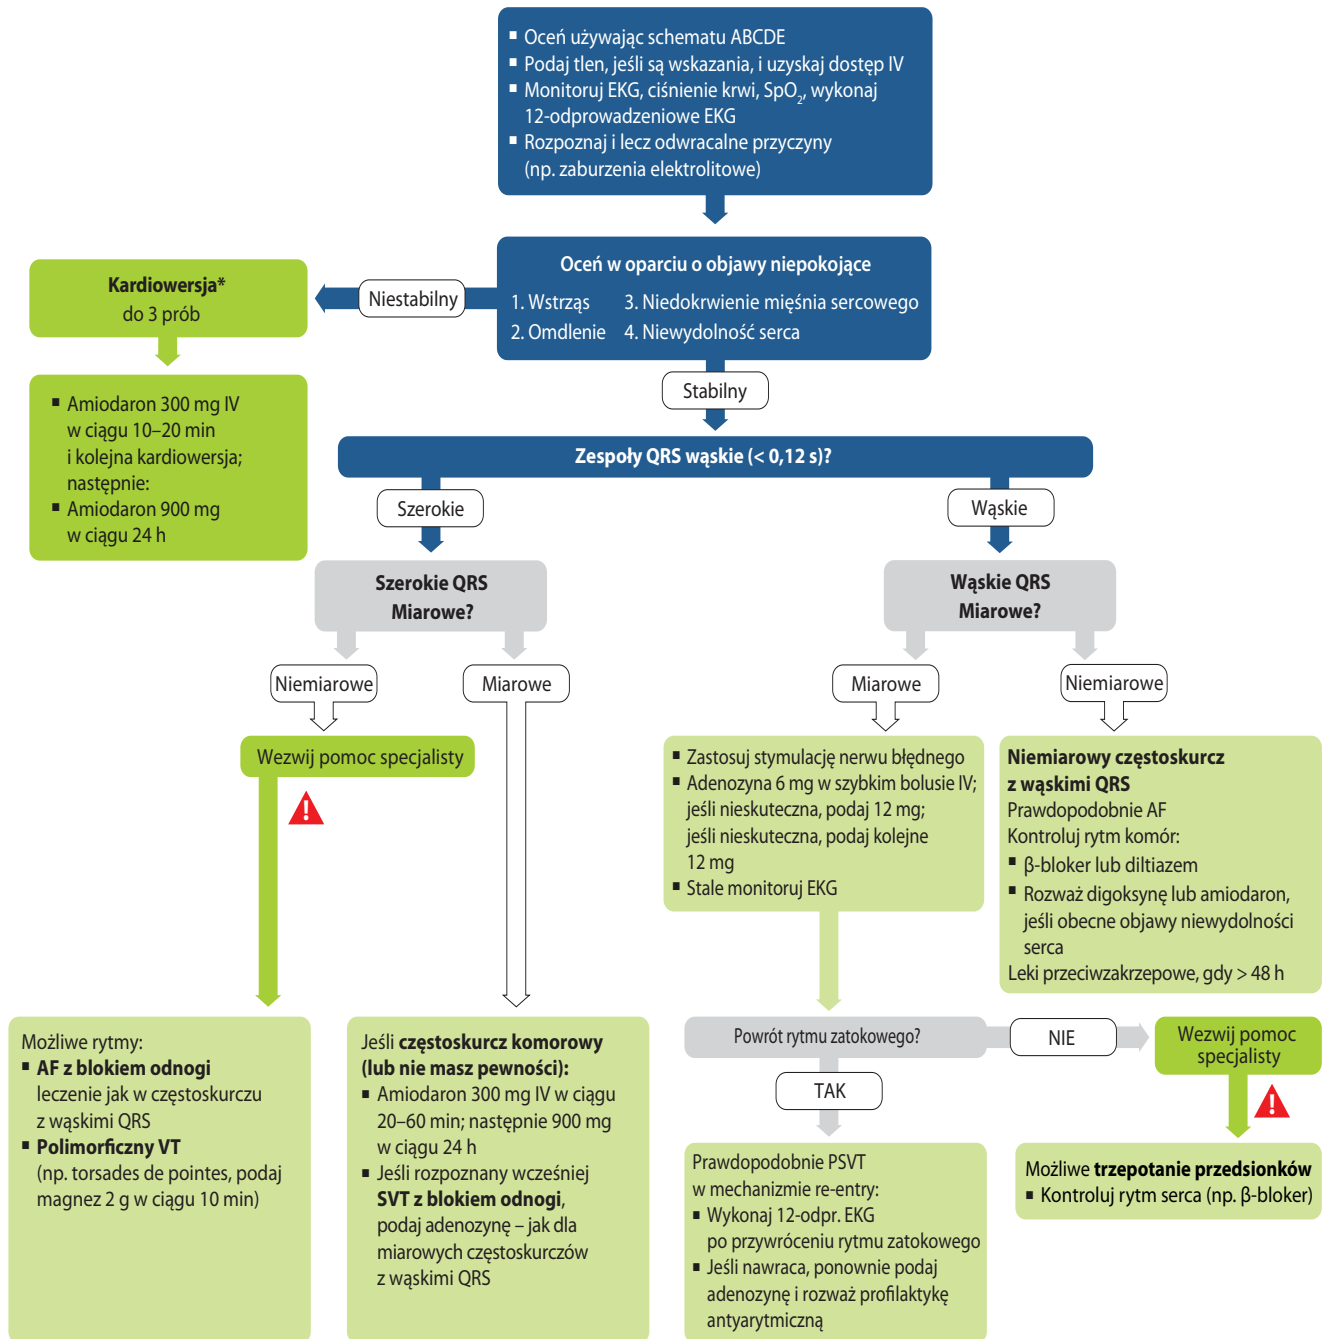 ▪ Oceń używając schematu ABCDE
▪ Podaj tlen, jeśli są wskazania, i uzyskaj dostęp IV
▪ Monitoruj EKG, ciśnienie krwi, SpO₂, wykonaj
12-odprowadzeniowe EKG
▪ Rozpoznaj i lecz odwracalne przyczyny
(np. zaburzenia elektrolitowe)
Oceń w oparciu o objawy niepokojące
1. Wstrząs 3. Niedokrwienie mięśnia sercowego
2. Omdlenie 4. Niewydolność serca
Niestabilny
Kardiowersja*
do 3 prób
▪ Amiodaron 300 mg IV
w ciągu 10–20 min
i kolejna kardiowersja;
następnie:
▪ Amiodaron 900 mg
w ciągu 24 h
Stabilny
Zespoły QRS wąskie (< 0,12 s)?
Szerokie
Wąskie
Szerokie QRS
Miarowe?
Wąskie QRS
Miarowe?
Niemiarowe
Miarowe
Miarowe
Niemiarowe
Wezwij pomoc specjalisty
!
▪ Zastosuj stymulację nerwu błędnego
▪ Adenozyna 6 mg w szybkim bolusie IV;
jeśli nieskuteczna, podaj 12 mg;
jeśli nieskuteczna, podaj kolejne
12 mg
▪ Stale monitoruj EKG
Niemiarowy częstoskurcz
z wąskimi QRS
Prawdopodobnie AF
Kontroluj rytm komór:
▪ β-bloker lub diltiazem
▪ Rozważ digoksynę lub amiodaron,
jeśli obecne objawy niewydolności
serca
Leki przeciwzakrzepowe, gdy > 48 h
Możliwe rytmy:
▪ AF z blokiem odnogi
leczenie jak w częstoskurczu
z wąskimi QRS
▪ Polimorficzny VT
(np. torsades de pointes, podaj
magnez 2 g w ciągu 10 min)
Jeśli częstoskurcz komorowy
(lub nie masz pewności):
▪ Amiodaron 300 mg IV w ciągu
20–60 min; następnie 900 mg
w ciągu 24 h
▪ Jeśli rozpoznany wcześniej
SVT z blokiem odnogi,
podaj adenozynę – jak dla
miarowych częstoskurczów
z wąskimi QRS
Powrót rytmu zatokowego?
NIE
Wezwij pomoc
specjalisty
!
TAK
Prawdopodobnie PSVT
w mechanizmie re-entry:
▪ Wykonaj 12-odpr. EKG
po przywróceniu rytmu zatokowego
▪ Jeśli nawraca, ponownie podaj
adenozynę i rozważ profilaktykę
antyarytmiczną
Możliwe trzepotanie przedsionków
▪ Kontroluj rytm serca (np. β-bloker)